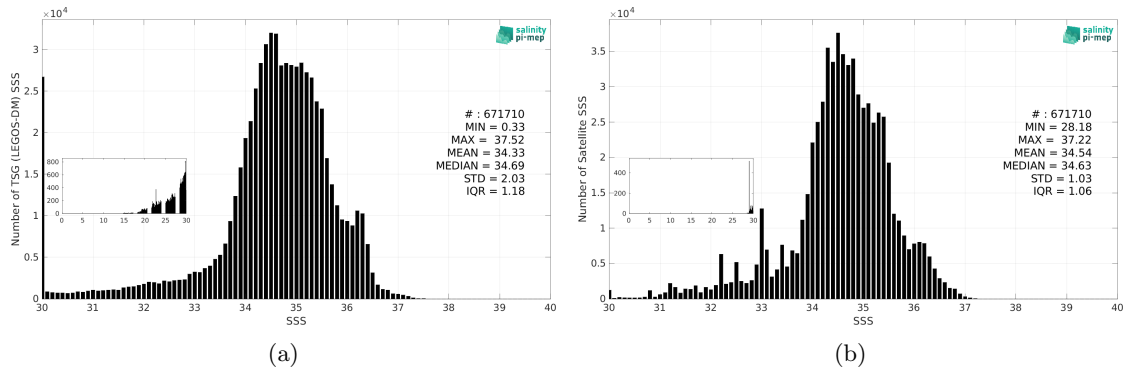 ×10^4
salinity
pi-mep
Number of TSG (LEGOS-DM) SSS
3
2.5
2
1.5
1
0.5
0
# : 671710
MIN = 0.33
MAX = 37.52
MEAN = 34.33
MEDIAN = 34.69
STD = 2.03
IQR = 1.18
800
600
400
200
0
0 5 10 15 20 25 30
30 31 32 33 34 35 36 37 38 39 40
SSS
(a)
×10^4
salinity
pi-mep
Number of Satellite SSS
3.5
3
2.5
2
1.5
1
0.5
0
# : 671710
MIN = 28.18
MAX = 37.22
MEAN = 34.54
MEDIAN = 34.63
STD = 1.03
IQR = 1.06
400
200
0
0 5 10 15 20 25 30
30 31 32 33 34 35 36 37 38 39 40
SSS
(b)